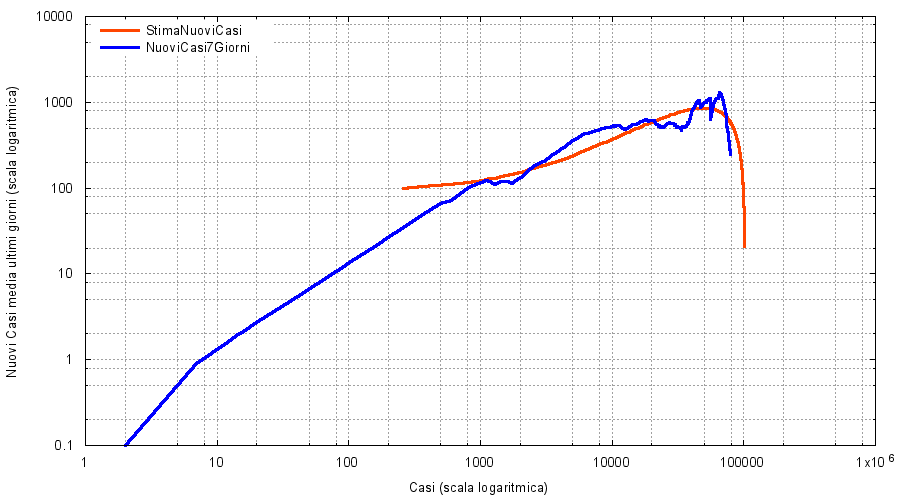 10000
StimaNuoviCasi
NuoviCasi7Giorni
1000
100
10
1
0.1
Nuovi Casi media ultimi giorni (scala logaritmica)
1 10 100 1000 10000 100000 1x10 6
Casi (scala logaritmica)